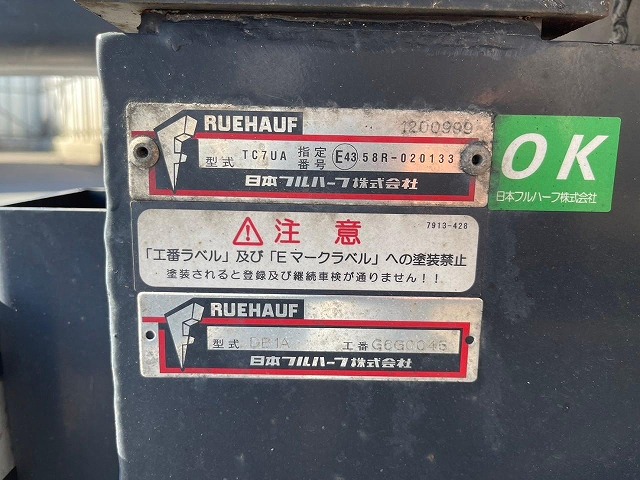 FRUEHAUF
1200999
型式 TC7UA 指定番号 E43 58R-020133
日本フルハーフ株式会社
OK
日本フルハーフ株式会社
7913-428
注意
「工番ラベル」及び「Eマークラベル」への塗装禁止
塗装されると登録及び継続車検が通りません!!
FRUEHAUF
型式 DB1A 工番 G6G0045
日本フルハーフ株式会社